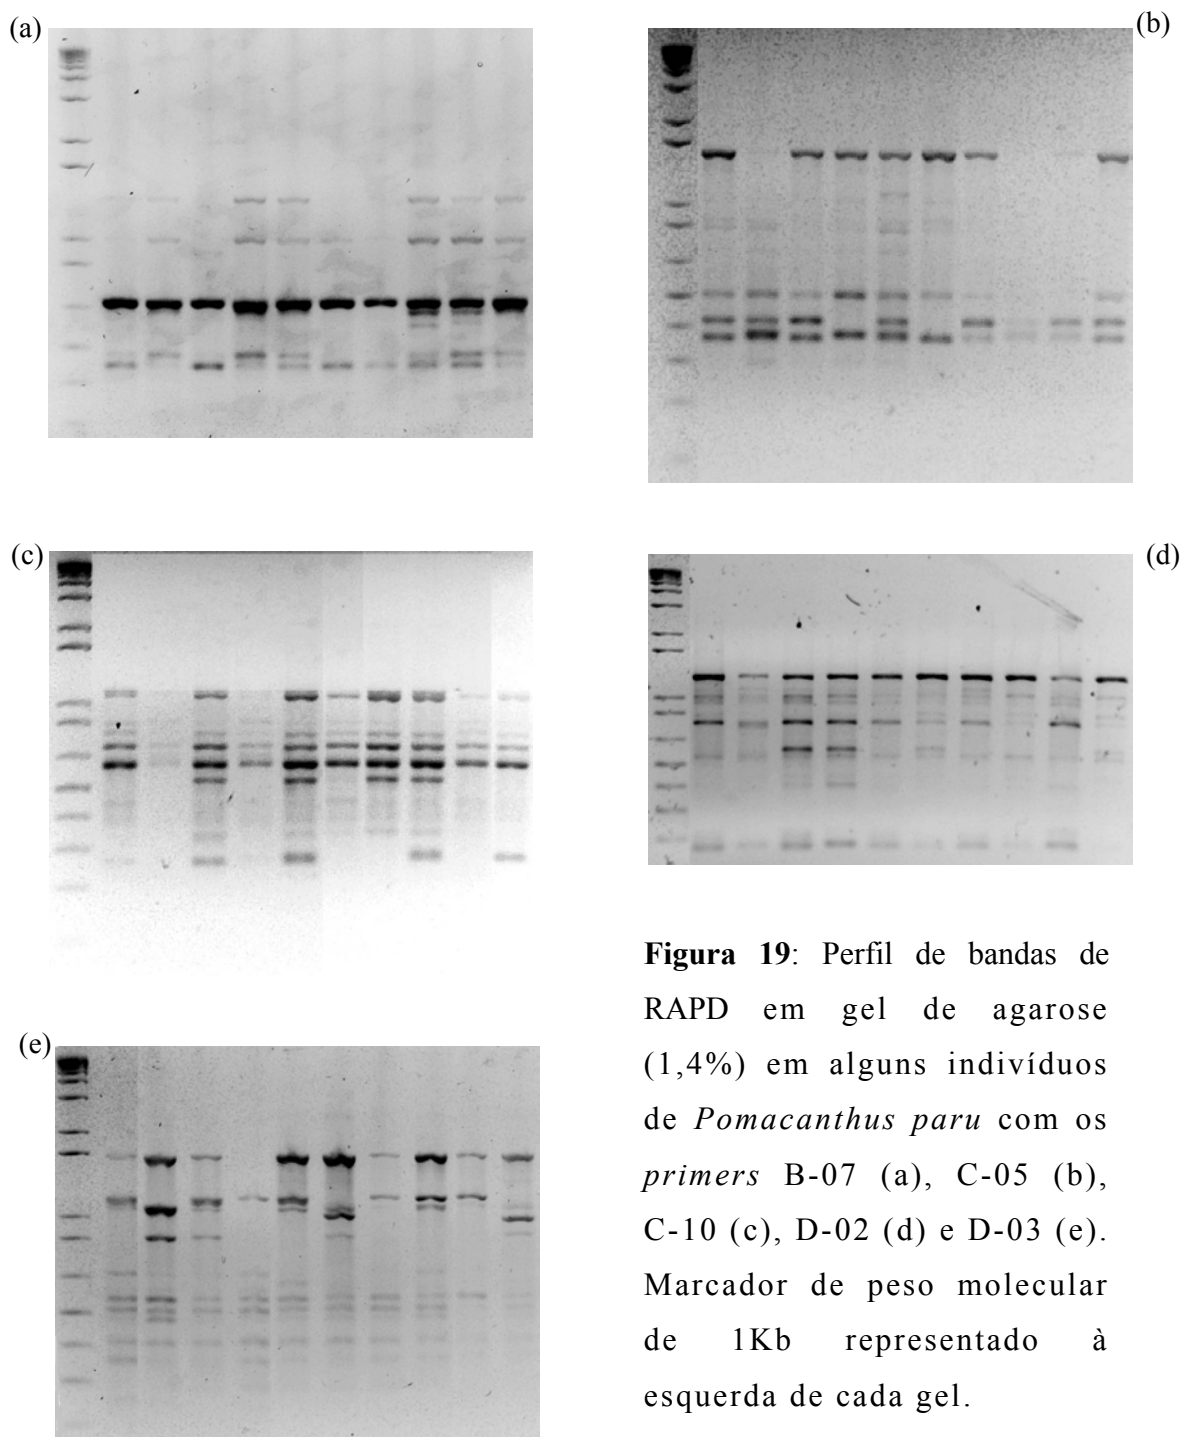 (a)
(b)
(c)
(d)
(e)
Figura 19: Perfil de bandas de
RAPD em gel de agarose
(1,4%) em alguns indivíduos
de Pomacanthus paru com os
primers B-07 (a), C-05 (b),
C-10 (c), D-02 (d) e D-03 (e).
Marcador de peso molecular
de 1Kb representado à
esquerda de cada gel.